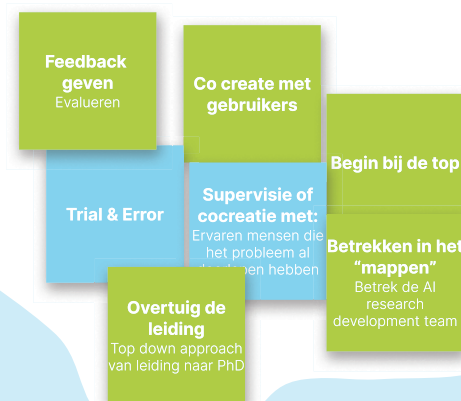 Feedback
geven
Evalueren
Co create met
gebruikers
Begin bij de top
Trial & Error
Supervisie of
cocreatie met:
Ervaren mensen die
het probleem al
hebben
Betrekken in het
“mappen”
Betrek de AI
research
development team
Overtuig de
leiding
Top down approach
van leiding naar PhD